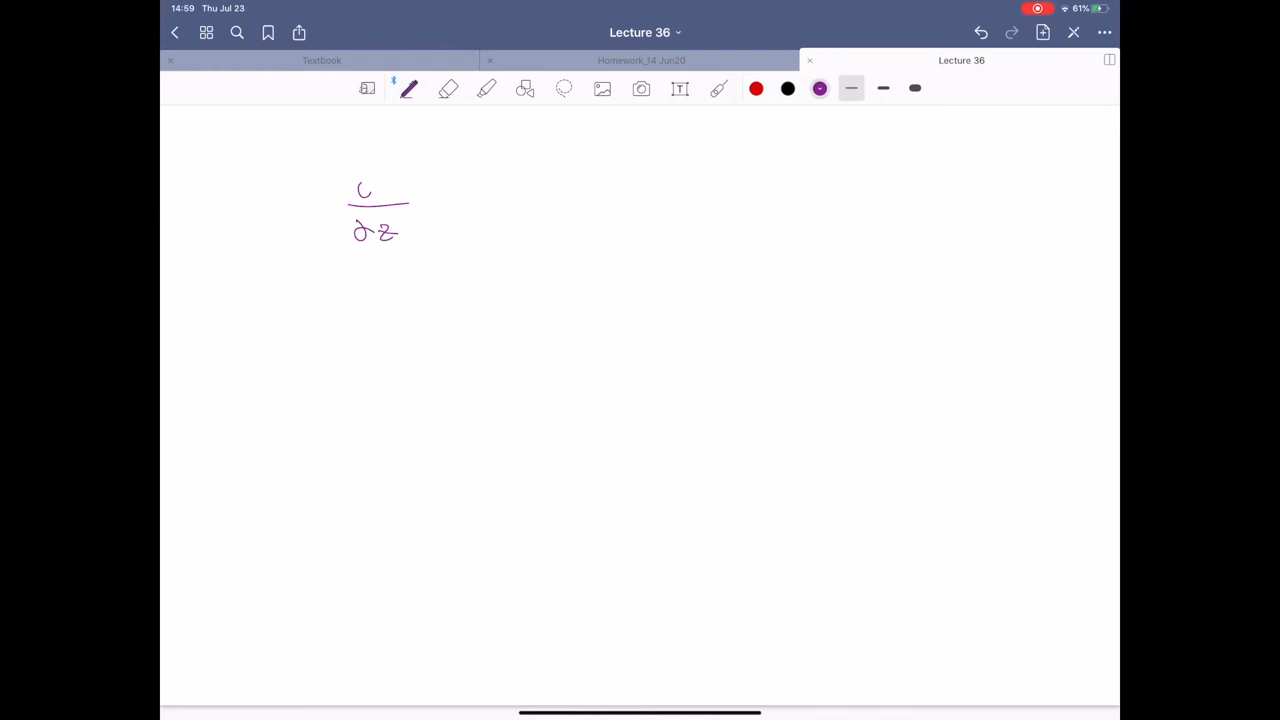 14:59 Thu Jul 23 61%
Lecture 36
Textbook Homework_14 Jun20 Lecture 36
T
∂z